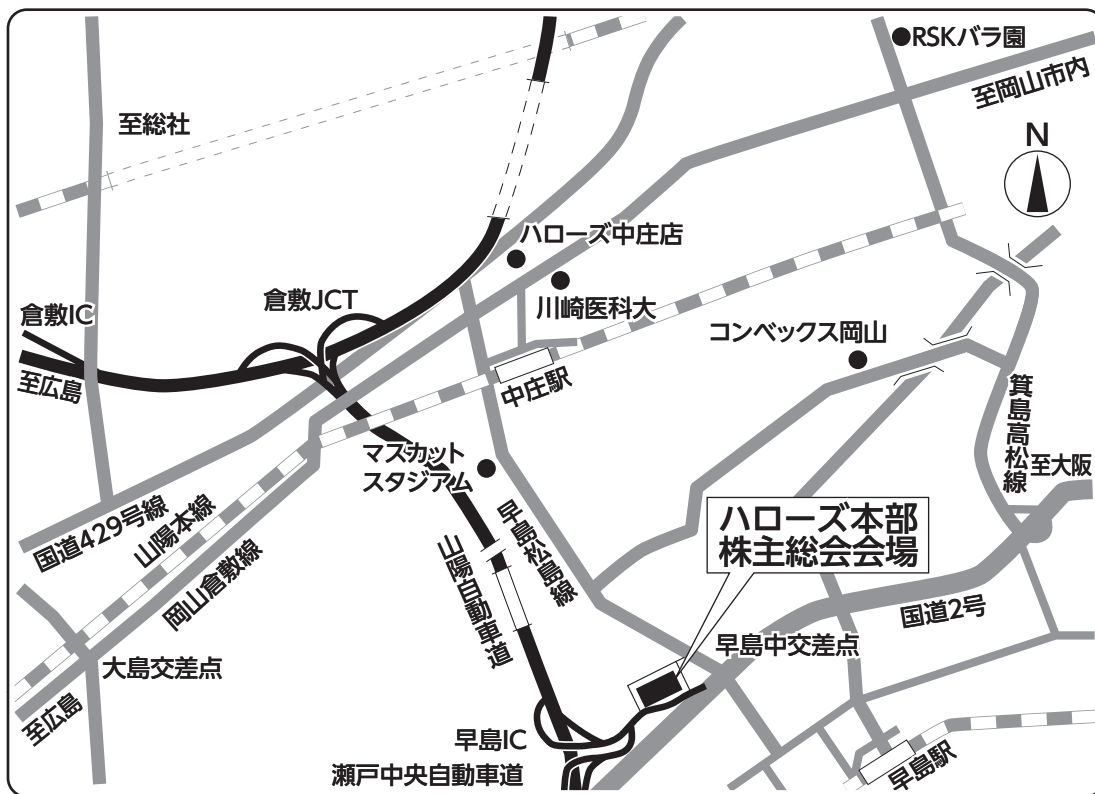 RSKバラ園
至岡山市内
至総社
N
ハローズ中庄店
川崎医科大
倉敷JCT
倉敷IC
至広島
コンベックス岡山
中庄駅
箕島高松線
至大阪
マスカット
スタジアム
国道429号線
山陽本線
岡山倉敷線
山陽自動車道
早島松島線
ハローズ本部
株主総会会場
国道2号
早島中交差点
大島交差点
至広島
早島IC
瀬戸中央自動車道
早島駅